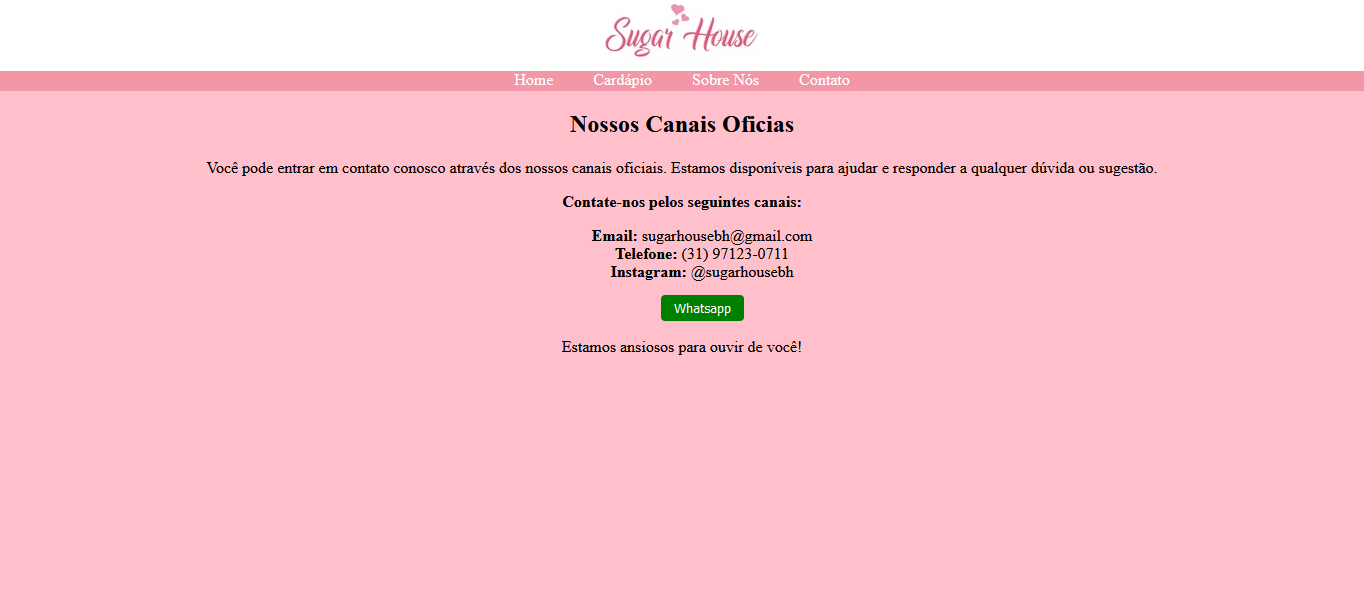 Sugar House
Home Cardápio Sobre Nós Contato
Nossos Canais Oficias
Você pode entrar em contato conosco através dos nossos canais oficiais. Estamos disponíveis para ajudar e responder a qualquer dúvida ou sugestão.
Contate-nos pelos seguintes canais:
Email: sugarhousebh@gmail.com
Telefone: (31) 97123-0711
Instagram: @sugarhousebh
Whatsapp
Estamos ansiosos para ouvir de você!